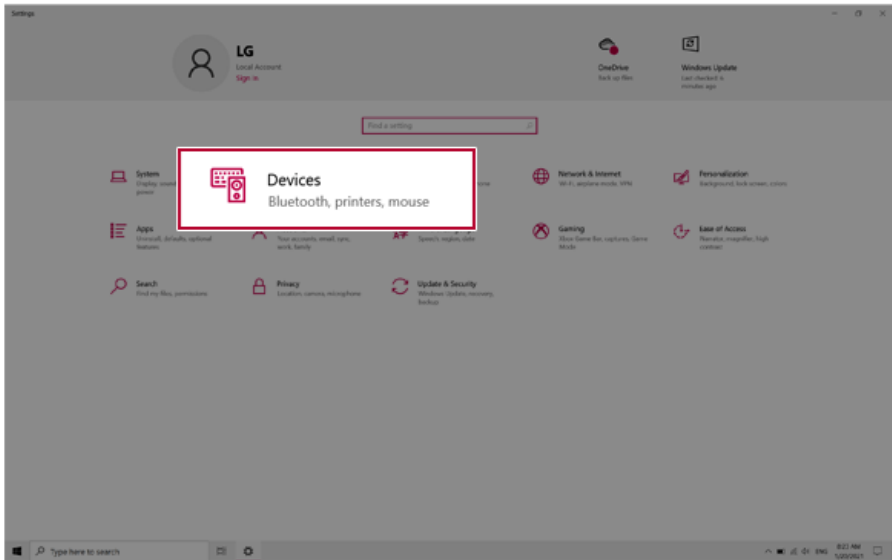 Settings
LG
Local Account
Sign in
OneDrive
Back up files
Windows Update
Last checked: 6
minutes ago
Find a setting
System
Display, sound
power
Devices
Bluetooth, printers, mouse
Network & Internet
Wi-Fi, airplane mode, VPN
Personalization
Background, lock screen, colors
Apps
Uninstall, defaults, optional
features
Your accounts, email, sync,
work, family
Speech, region, date
Gaming
Xbox Game Bar, captures, Game
Mode
Ease of Access
Narrator, magnifier, high
contrast
Search
Find my files, permissions
Privacy
Location, camera, microphone
Update & Security
Windows Update, recovery,
backup
Type here to search
ENG
8:23 AM